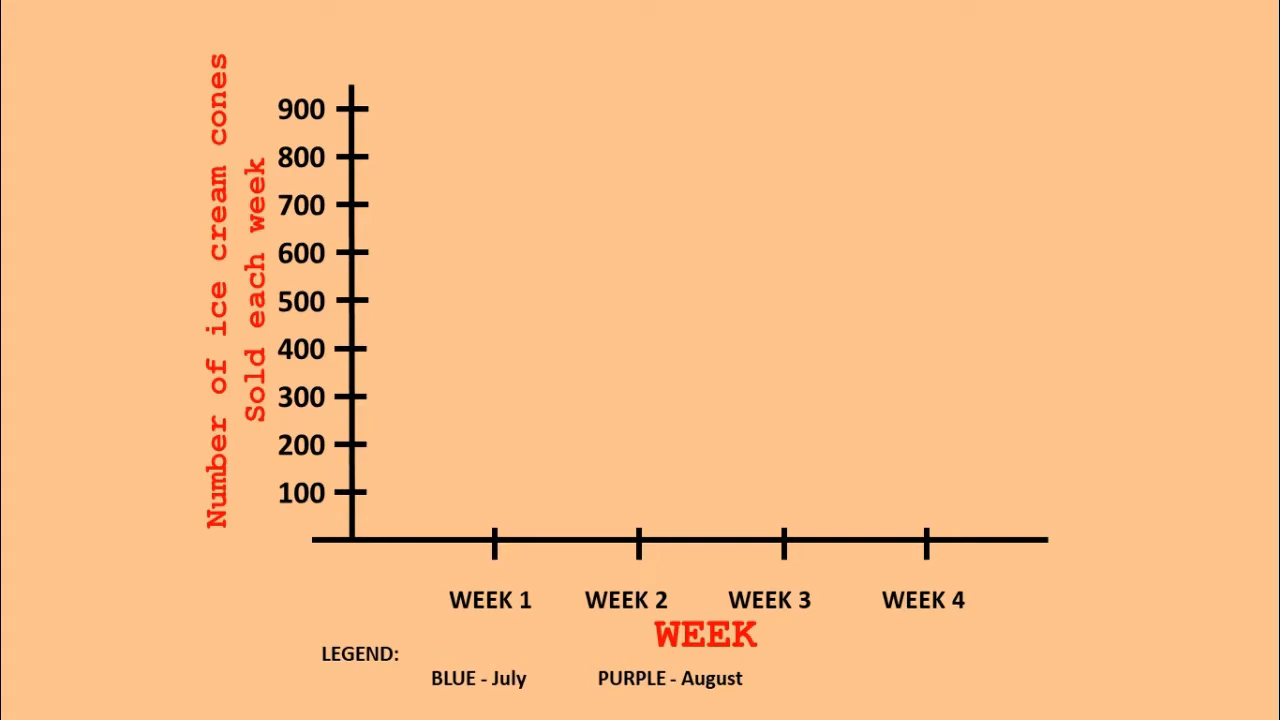 Number of ice cream cones
Sold each week
900
800
700
600
500
400
300
200
100
WEEK 1 WEEK 2 WEEK 3 WEEK 4
WEEK
LEGEND:
BLUE - July PURPLE - August